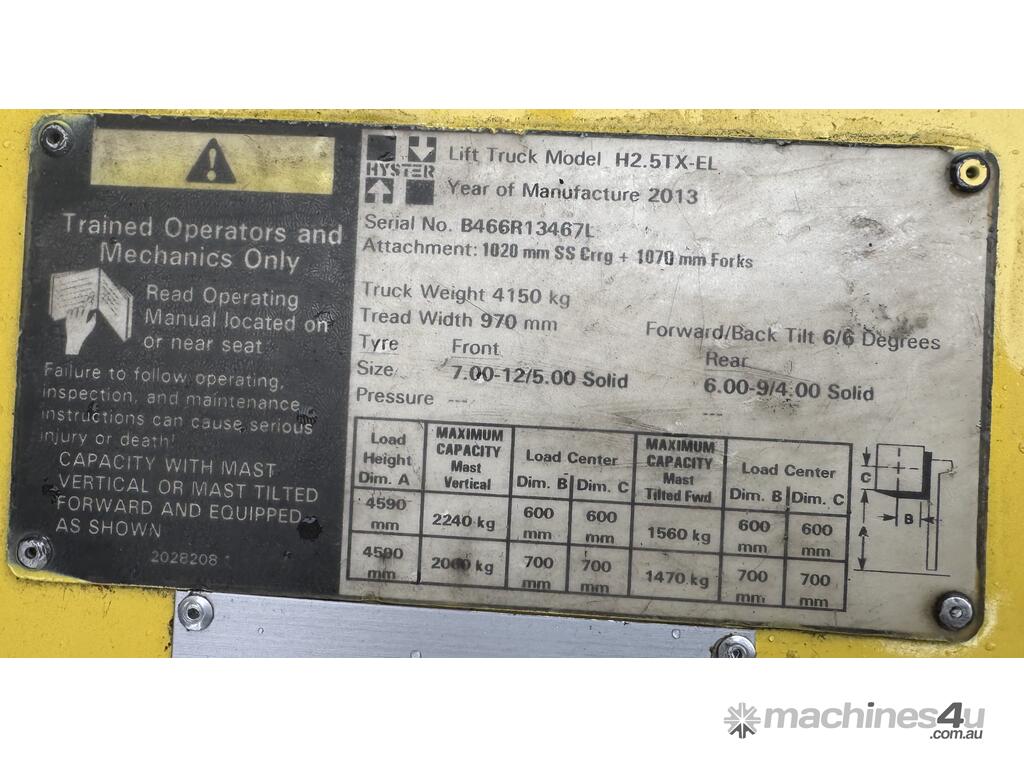 Trained Operators and
Mechanics Only
Read Operating
Manual located on
or near seat
Failure to follow operating,
inspection, and maintenance
instructions can cause serious
injury or death!
CAPACITY WITH MAST
VERTICAL OR MAST TILTED
FORWARD AND EQUIPPED
AS SHOWN
2028208
HYSTER
Lift Truck Model H2.5TX-EL
Year of Manufacture 2013
Serial No. B466R13467L
Attachment: 1020 mm SS Crrg + 1070 mm Forks
Truck Weight 4150 kg
Tread Width 970 mm
Forward/Back Tilt 6/6 Degrees
Tyre Front Rear
Size 7.00-12/5.00 Solid 6.00-9/4.00 Solid
Pressure --- ---
Load Height Dim. A
MAXIMUM CAPACITY Mast Vertical
Load Center
Dim. B Dim. C
MAXIMUM CAPACITY Mast Tilted Fwd
Load Center
Dim. B Dim. C
4590 mm 2240 kg 600 mm 600 mm 1560 kg 600 mm 600 mm
4590 mm kg 700 mm 700 mm 1470 kg 700 mm 700 mm
C
B
A
machines4u
.com.au